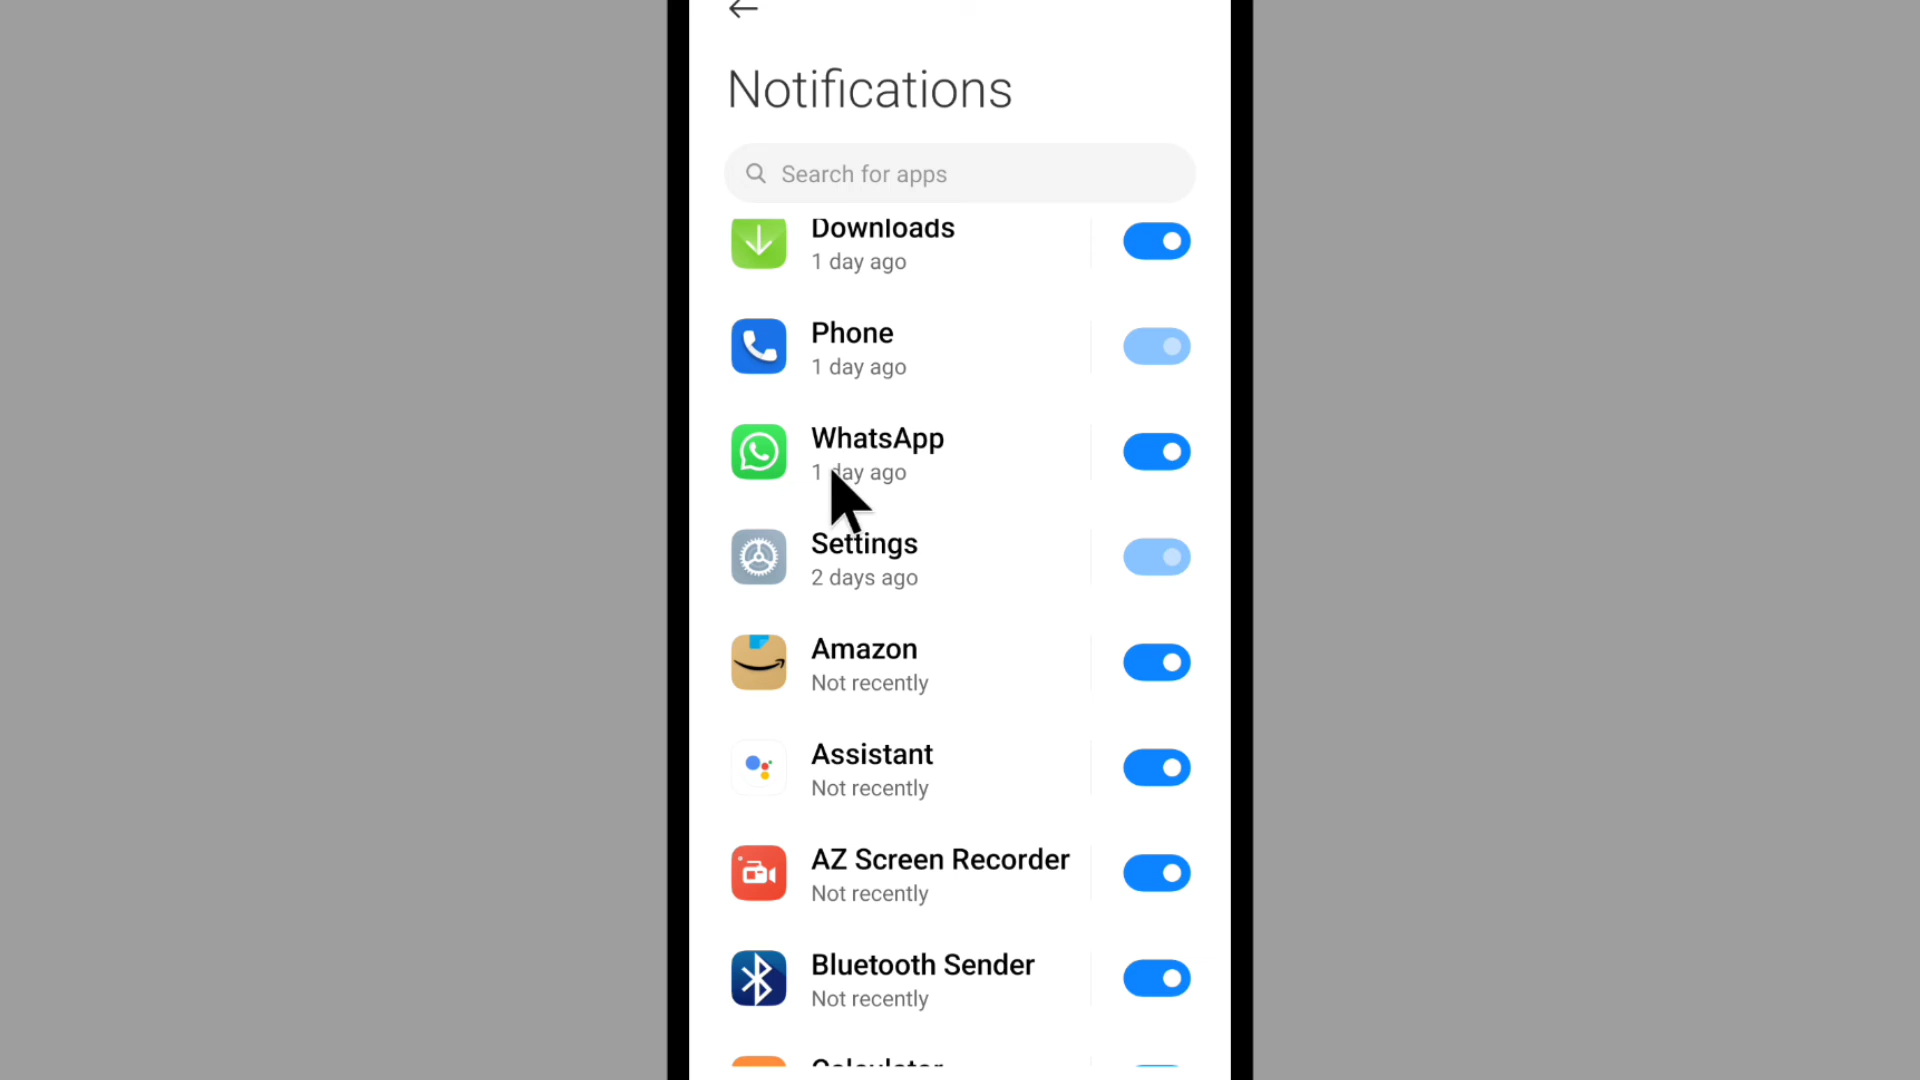 Notifications
Search for apps
Downloads
1 day ago
Phone
1 day ago
WhatsApp
1 day ago
Settings
2 days ago
Amazon
Not recently
Assistant
Not recently
AZ Screen Recorder
Not recently
Bluetooth Sender
Not recently
Calculator